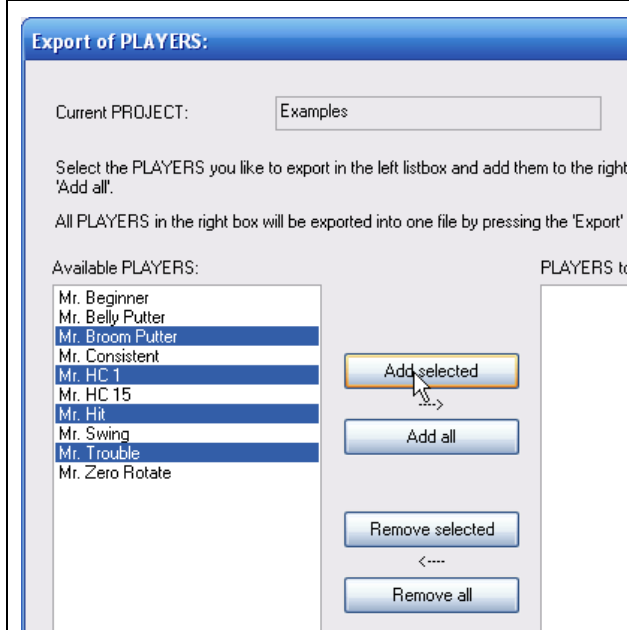 Export of PLAYERS:
Current PROJECT: Examples
Select the PLAYERS you like to export in the left listbox and add them to the right
'Add all'.
All PLAYERS in the right box will be exported into one file by pressing the 'Export'
Available PLAYERS:
PLAYERS to
Mr. Beginner
Mr. Belly Putter
Mr. Broom Putter
Mr. Consistent
Mr. HC 1
Mr. HC 15
Mr. Hit
Mr. Swing
Mr. Trouble
Mr. Zero Rotate
Add selected
---->
Add all
Remove selected
<----
Remove all